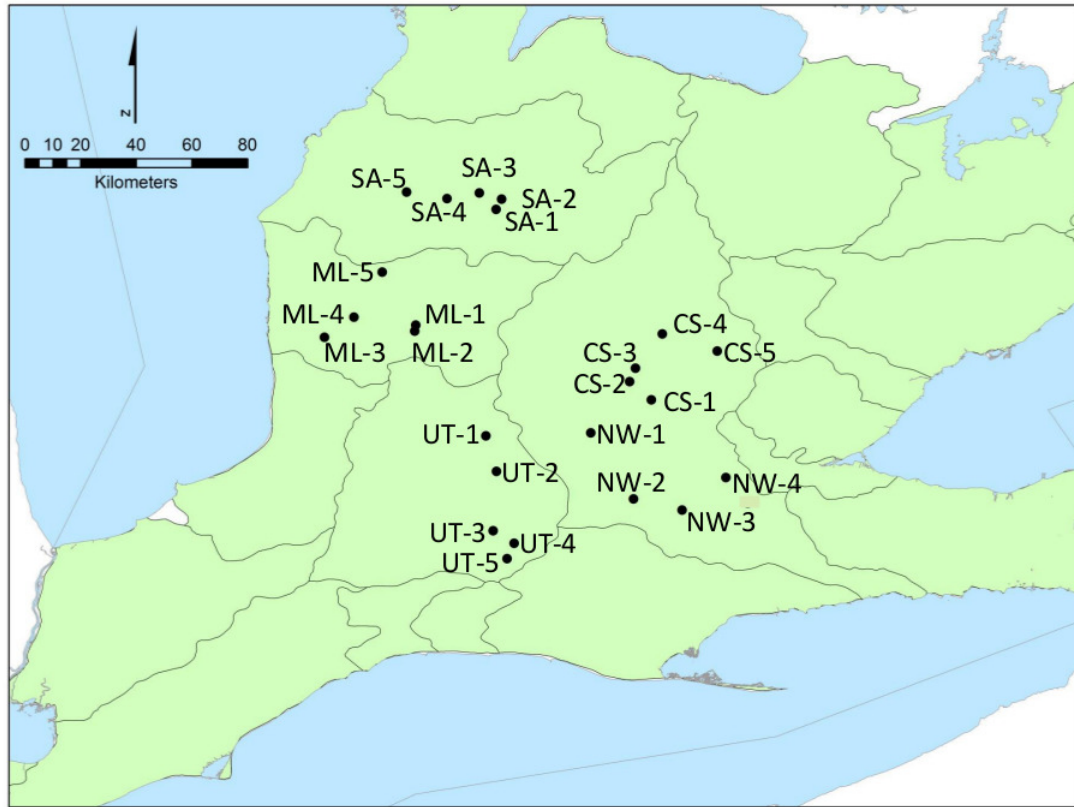 z
0 10 20 40 60 80
Kilometers
SA-3
SA-5
SA-2
SA-4
SA-1
ML-5
ML-4
ML-1
CS-4
ML-3
ML-2
CS-5
CS-3
CS-2
CS-1
UT-1
NW-1
UT-2
NW-2
NW-4
NW-3
UT-3
UT-4
UT-5